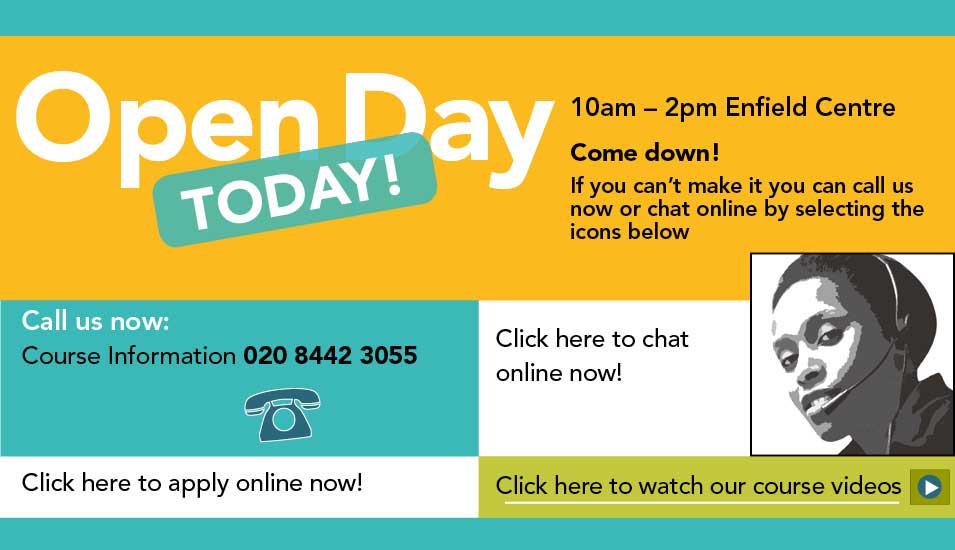 Open Day
TODAY!
10am – 2pm Enfield Centre
Come down!
If you can’t make it you can call us
now or chat online by selecting the
icons below
Call us now:
Course Information 020 8442 3055
Click here to chat
online now!
Click here to apply online now!
Click here to watch our course videos